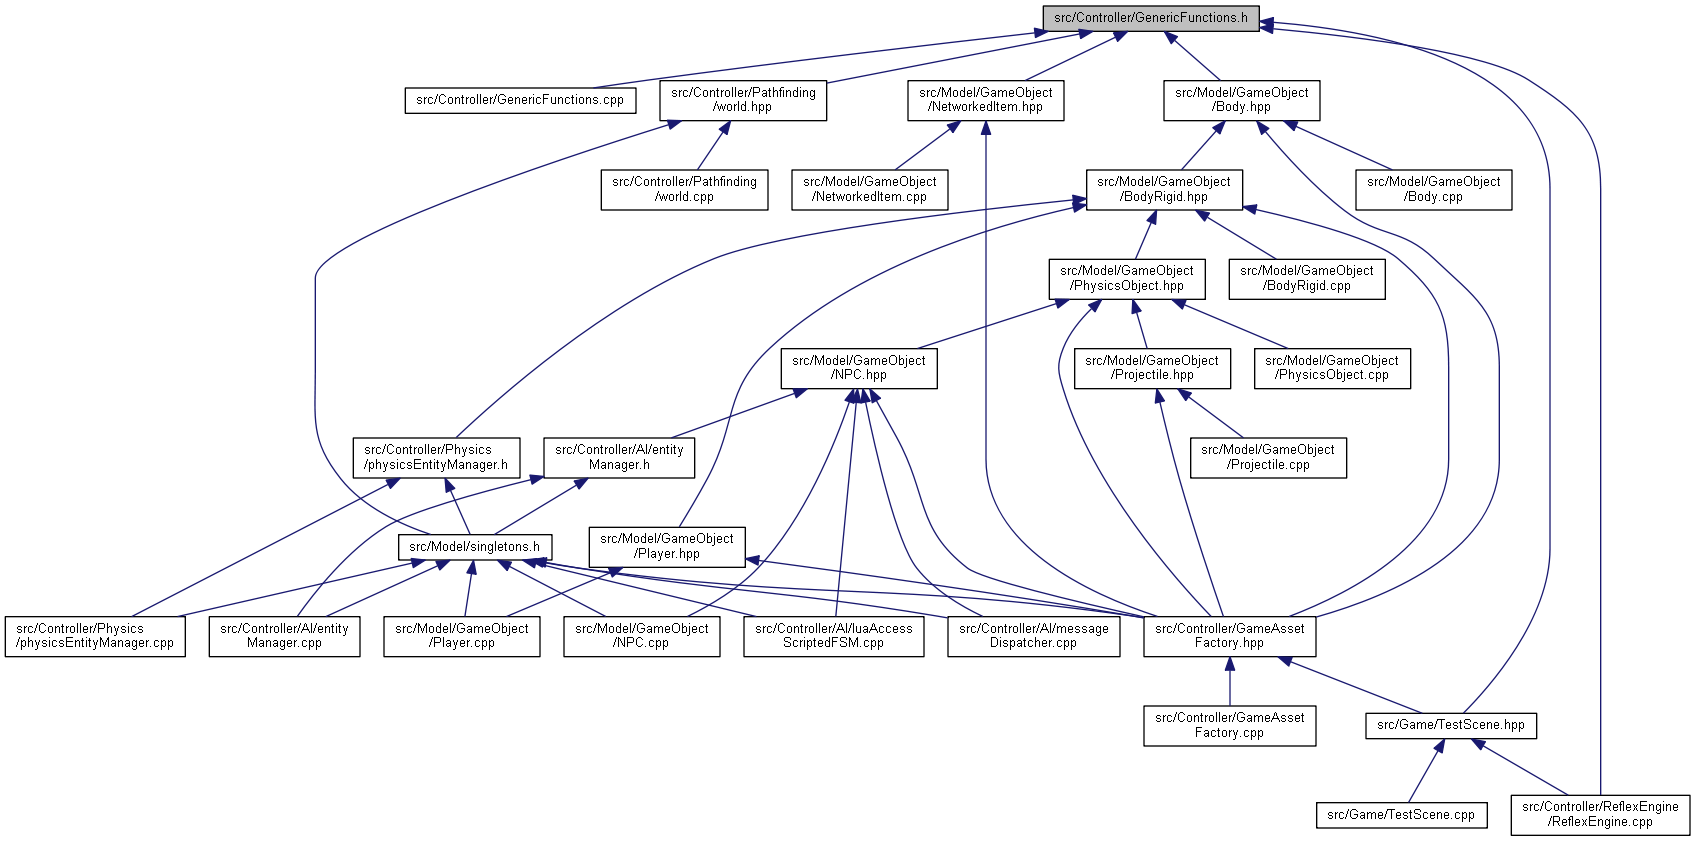 src/Controller/GenericFunctions.h
src/Controller/GenericFunctions.cpp
src/Controller/Pathfinding
/world.hpp
src/Model/GameObject
/NetworkedItem.hpp
src/Model/GameObject
/Body.hpp
src/Controller/Pathfinding
/world.cpp
src/Model/GameObject
/NetworkedItem.cpp
src/Model/GameObject
/BodyRigid.hpp
src/Model/GameObject
/Body.cpp
src/Model/GameObject
/PhysicsObject.hpp
src/Model/GameObject
/BodyRigid.cpp
src/Model/GameObject
/NPC.hpp
src/Model/GameObject
/Projectile.hpp
src/Model/GameObject
/PhysicsObject.cpp
src/Controller/Physics
/physicsEntityManager.h
src/Controller/AI/entity
Manager.h
src/Model/GameObject
/Projectile.cpp
src/Model/singletons.h
src/Model/GameObject
/Player.hpp
src/Controller/Physics
/physicsEntityManager.cpp
src/Controller/AI/entity
Manager.cpp
src/Model/GameObject
/Player.cpp
src/Model/GameObject
/NPC.cpp
src/Controller/AI/luaAccess
ScriptedFSM.cpp
src/Controller/AI/message
Dispatcher.cpp
src/Controller/GameAsset
Factory.hpp
src/Controller/GameAsset
Factory.cpp
src/Game/TestScene.hpp
src/Game/TestScene.cpp
src/Controller/ReflexEngine
/ReflexEngine.cpp